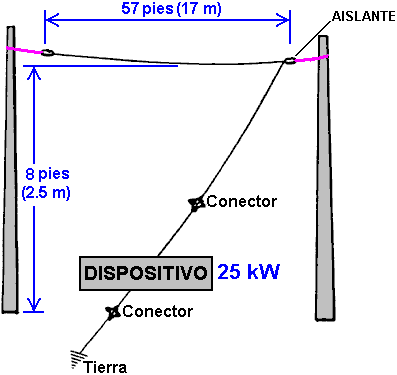 57 pies (17 m)
AISLANTE
8 pies
(2.5 m)
Conector
DISPOSITIVO 25 kW
Conector
Tierra